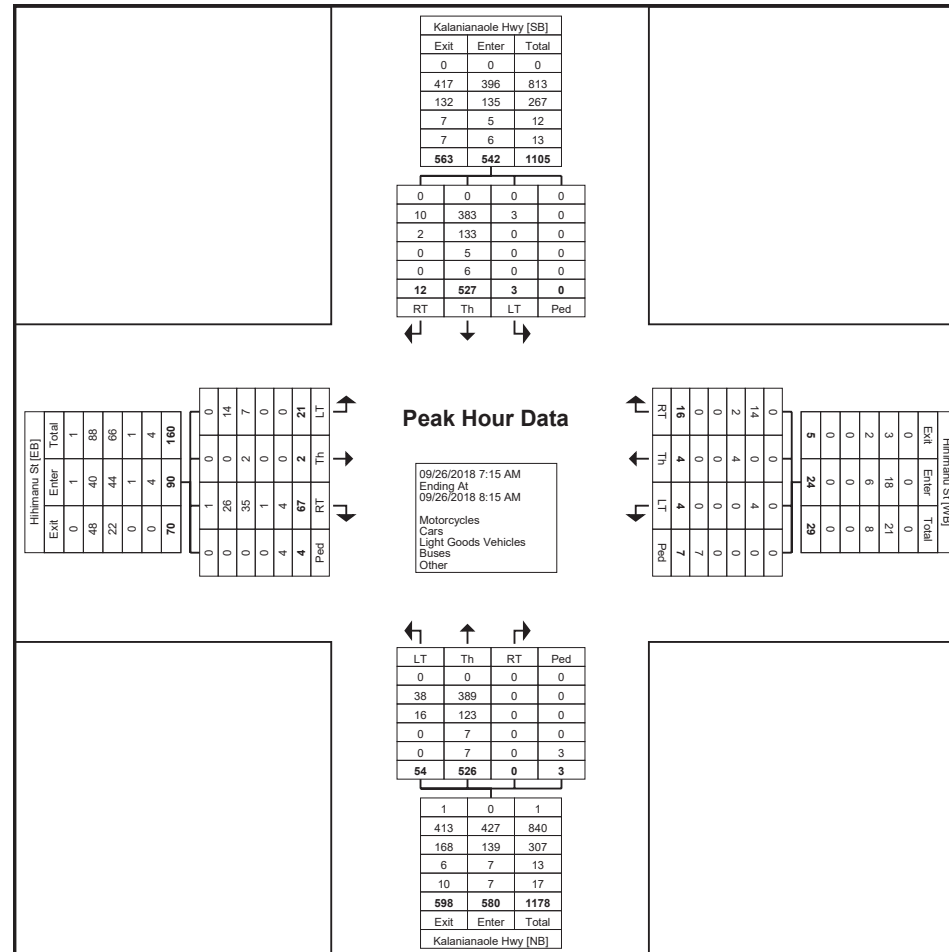 Kalanianaole Hwy [SB]
Exit Enter Total
0 0 0
417 396 813
132 135 267
7 5 12
7 6 13
563 542 1105
0 0 0 0
10 383 3 0
2 133 0 0
0 5 0 0
0 6 0 0
12 527 3 0
RT Th LT Ped
Hihimanu St [EB]
Exit Enter Total
0 1 1
48 40 88
22 44 66
0 1 1
0 4 4
70 90 160
0 1 0 0
0 26 0 14
0 35 2 7
0 1 0 0
4 4 0 0
4 67 2 21
Ped RT Th LT
Peak Hour Data
09/26/2018 7:15 AM
Ending At
09/26/2018 8:15 AM
Motorcycles
Cars
Light Goods Vehicles
Buses
Other
Hihimanu St [WB]
Exit Enter Total
0 0 0
3 18 21
2 6 8
0 0 0
0 0 0
5 24 29
0 0 0 0
14 0 4 0
2 4 0 0
0 0 0 0
0 0 0 7
16 4 4 7
RT Th LT Ped
LT Th RT Ped
0 0 0 0
38 389 0 0
16 123 0 0
0 7 0 0
0 7 0 3
54 526 0 3
1 0 1
413 427 840
168 139 307
6 7 13
10 7 17
598 580 1178
Exit Enter Total
Kalanianaole Hwy [NB]